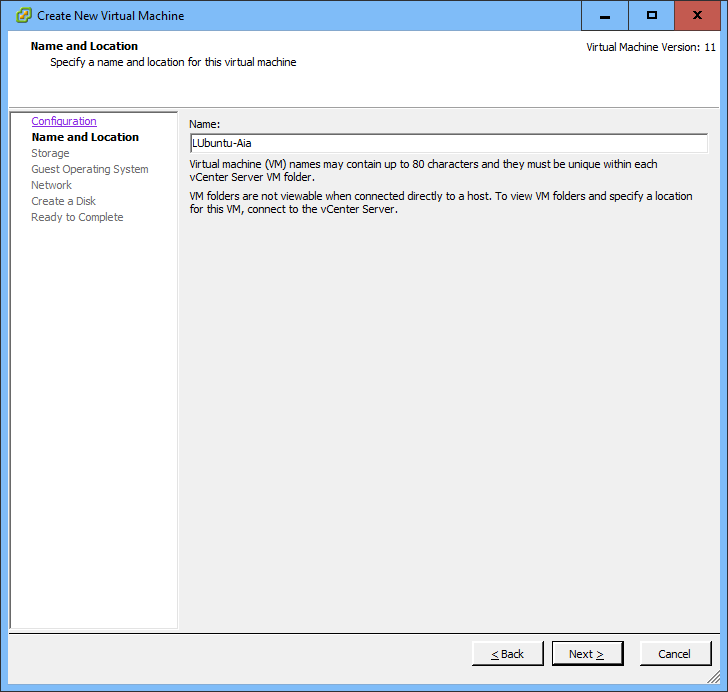 Create New Virtual Machine
Name and Location
Specify a name and location for this virtual machine
Virtual Machine Version: 11
Configuration
Name and Location
Storage
Guest Operating System
Network
Create a Disk
Ready to Complete
Name:
LUbuntu-Aia
Virtual machine (VM) names may contain up to 80 characters and they must be unique within each
vCenter Server VM folder.
VM folders are not viewable when connected directly to a host. To view VM folders and specify a location
for this VM, connect to the vCenter Server.
< Back
Next >
Cancel